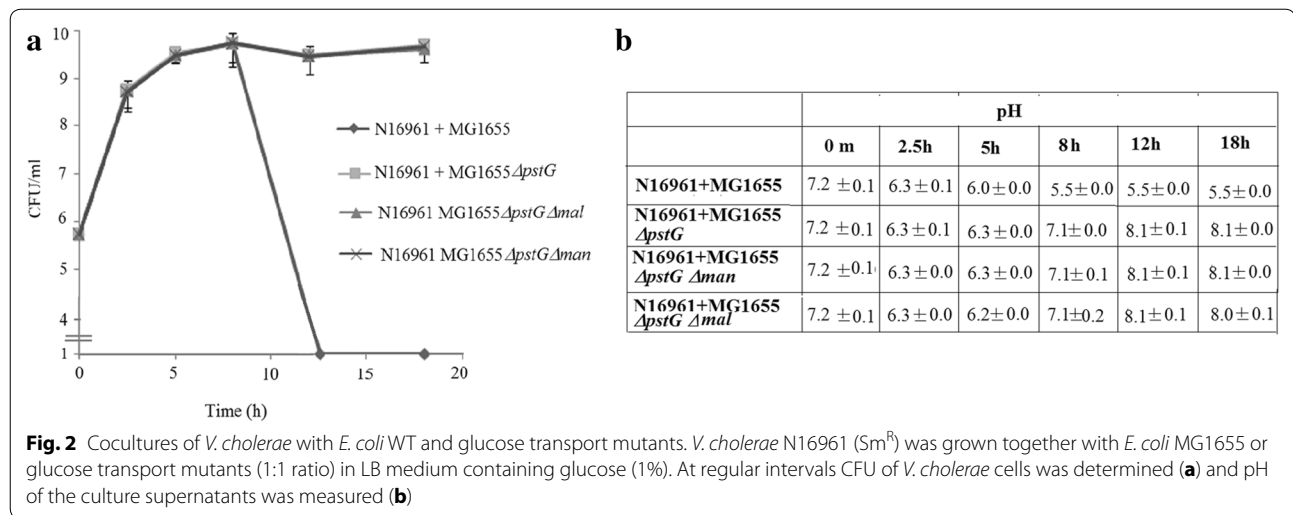 a
10
9
8
7
6
5
4
1
CFU/ml
0
5
10
15
20
Time (h)
N16961 + MG1655
N16961 + MG1655ΔpstG
N16961 MG1655ΔpstGΔmal
N16961 MG1655ΔpstGΔman
b
pH
0 m 2.5h 5h 8h 12h 18h
N16961+MG1655 7.2 ±0.1 6.3±0.1 6.0±0.0 5.5±0.0 5.5±0.0 5.5±0.0
N16961+MG1655
ΔpstG 7.2 ±0.1 6.3±0.1 6.3±0.0 7.1±0.0 8.1±0.1 8.1±0.0
N16961+MG1655
ΔpstG Δman 7.2 ±0.1 6.3±0.0 6.3±0.0 7.1±0.1 8.1±0.1 8.1±0.0
N16961+MG1655
ΔpstG Δmal 7.2 ±0.1 6.3±0.0 6.2±0.0 7.1±0.2 8.1±0.1 8.0±0.1
Fig. 2 Cocultures of V. cholerae with E. coli WT and glucose transport mutants. V. cholerae N16961 (Sm^R) was grown together with E. coli MG1655 or
glucose transport mutants (1:1 ratio) in LB medium containing glucose (1%). At regular intervals CFU of V. cholerae cells was determined (a) and pH
of the culture supernatants was measured (b)